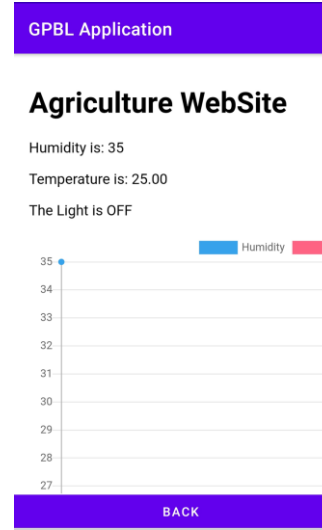 GPBL Application
Agriculture WebSite
Humidity is: 35
Temperature is: 25.00
The Light is OFF
Humidity
35
34
33
32
31
30
29
28
27
BACK